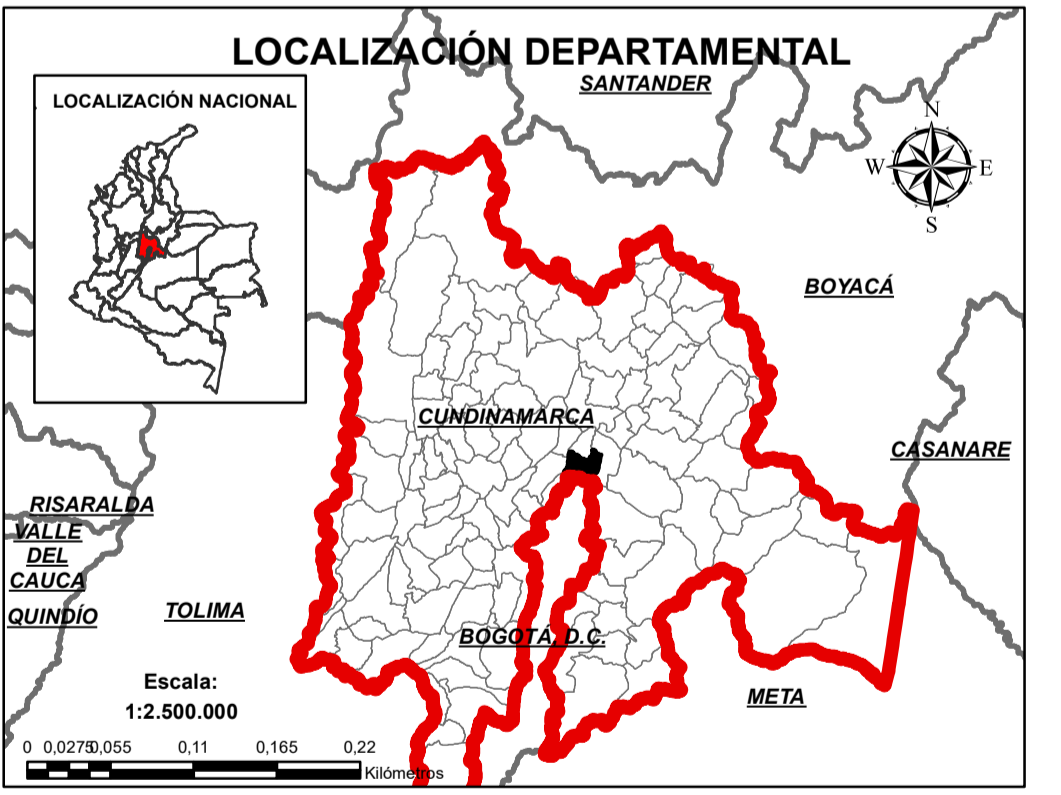 LOCALIZACIÓN DEPARTAMENTAL
SANTANDER
LOCALIZACIÓN NACIONAL
N
W
E
S
BOYACÁ
CUNDINAMARCA
CASANARE
RISARALDA
VALLE
DEL
CAUCA
QUINDÍO
TOLIMA
BOGOTÁ, D.C.
META
Escala:
1:2.500.000
0 0,0275 0,055 0,11 0,165 0,22
Kilómetros